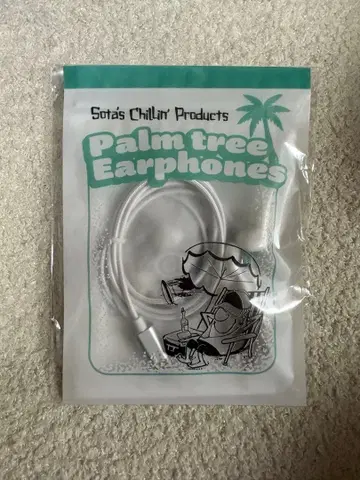 Sota's Chillin' Products
Palm tree
Earphones